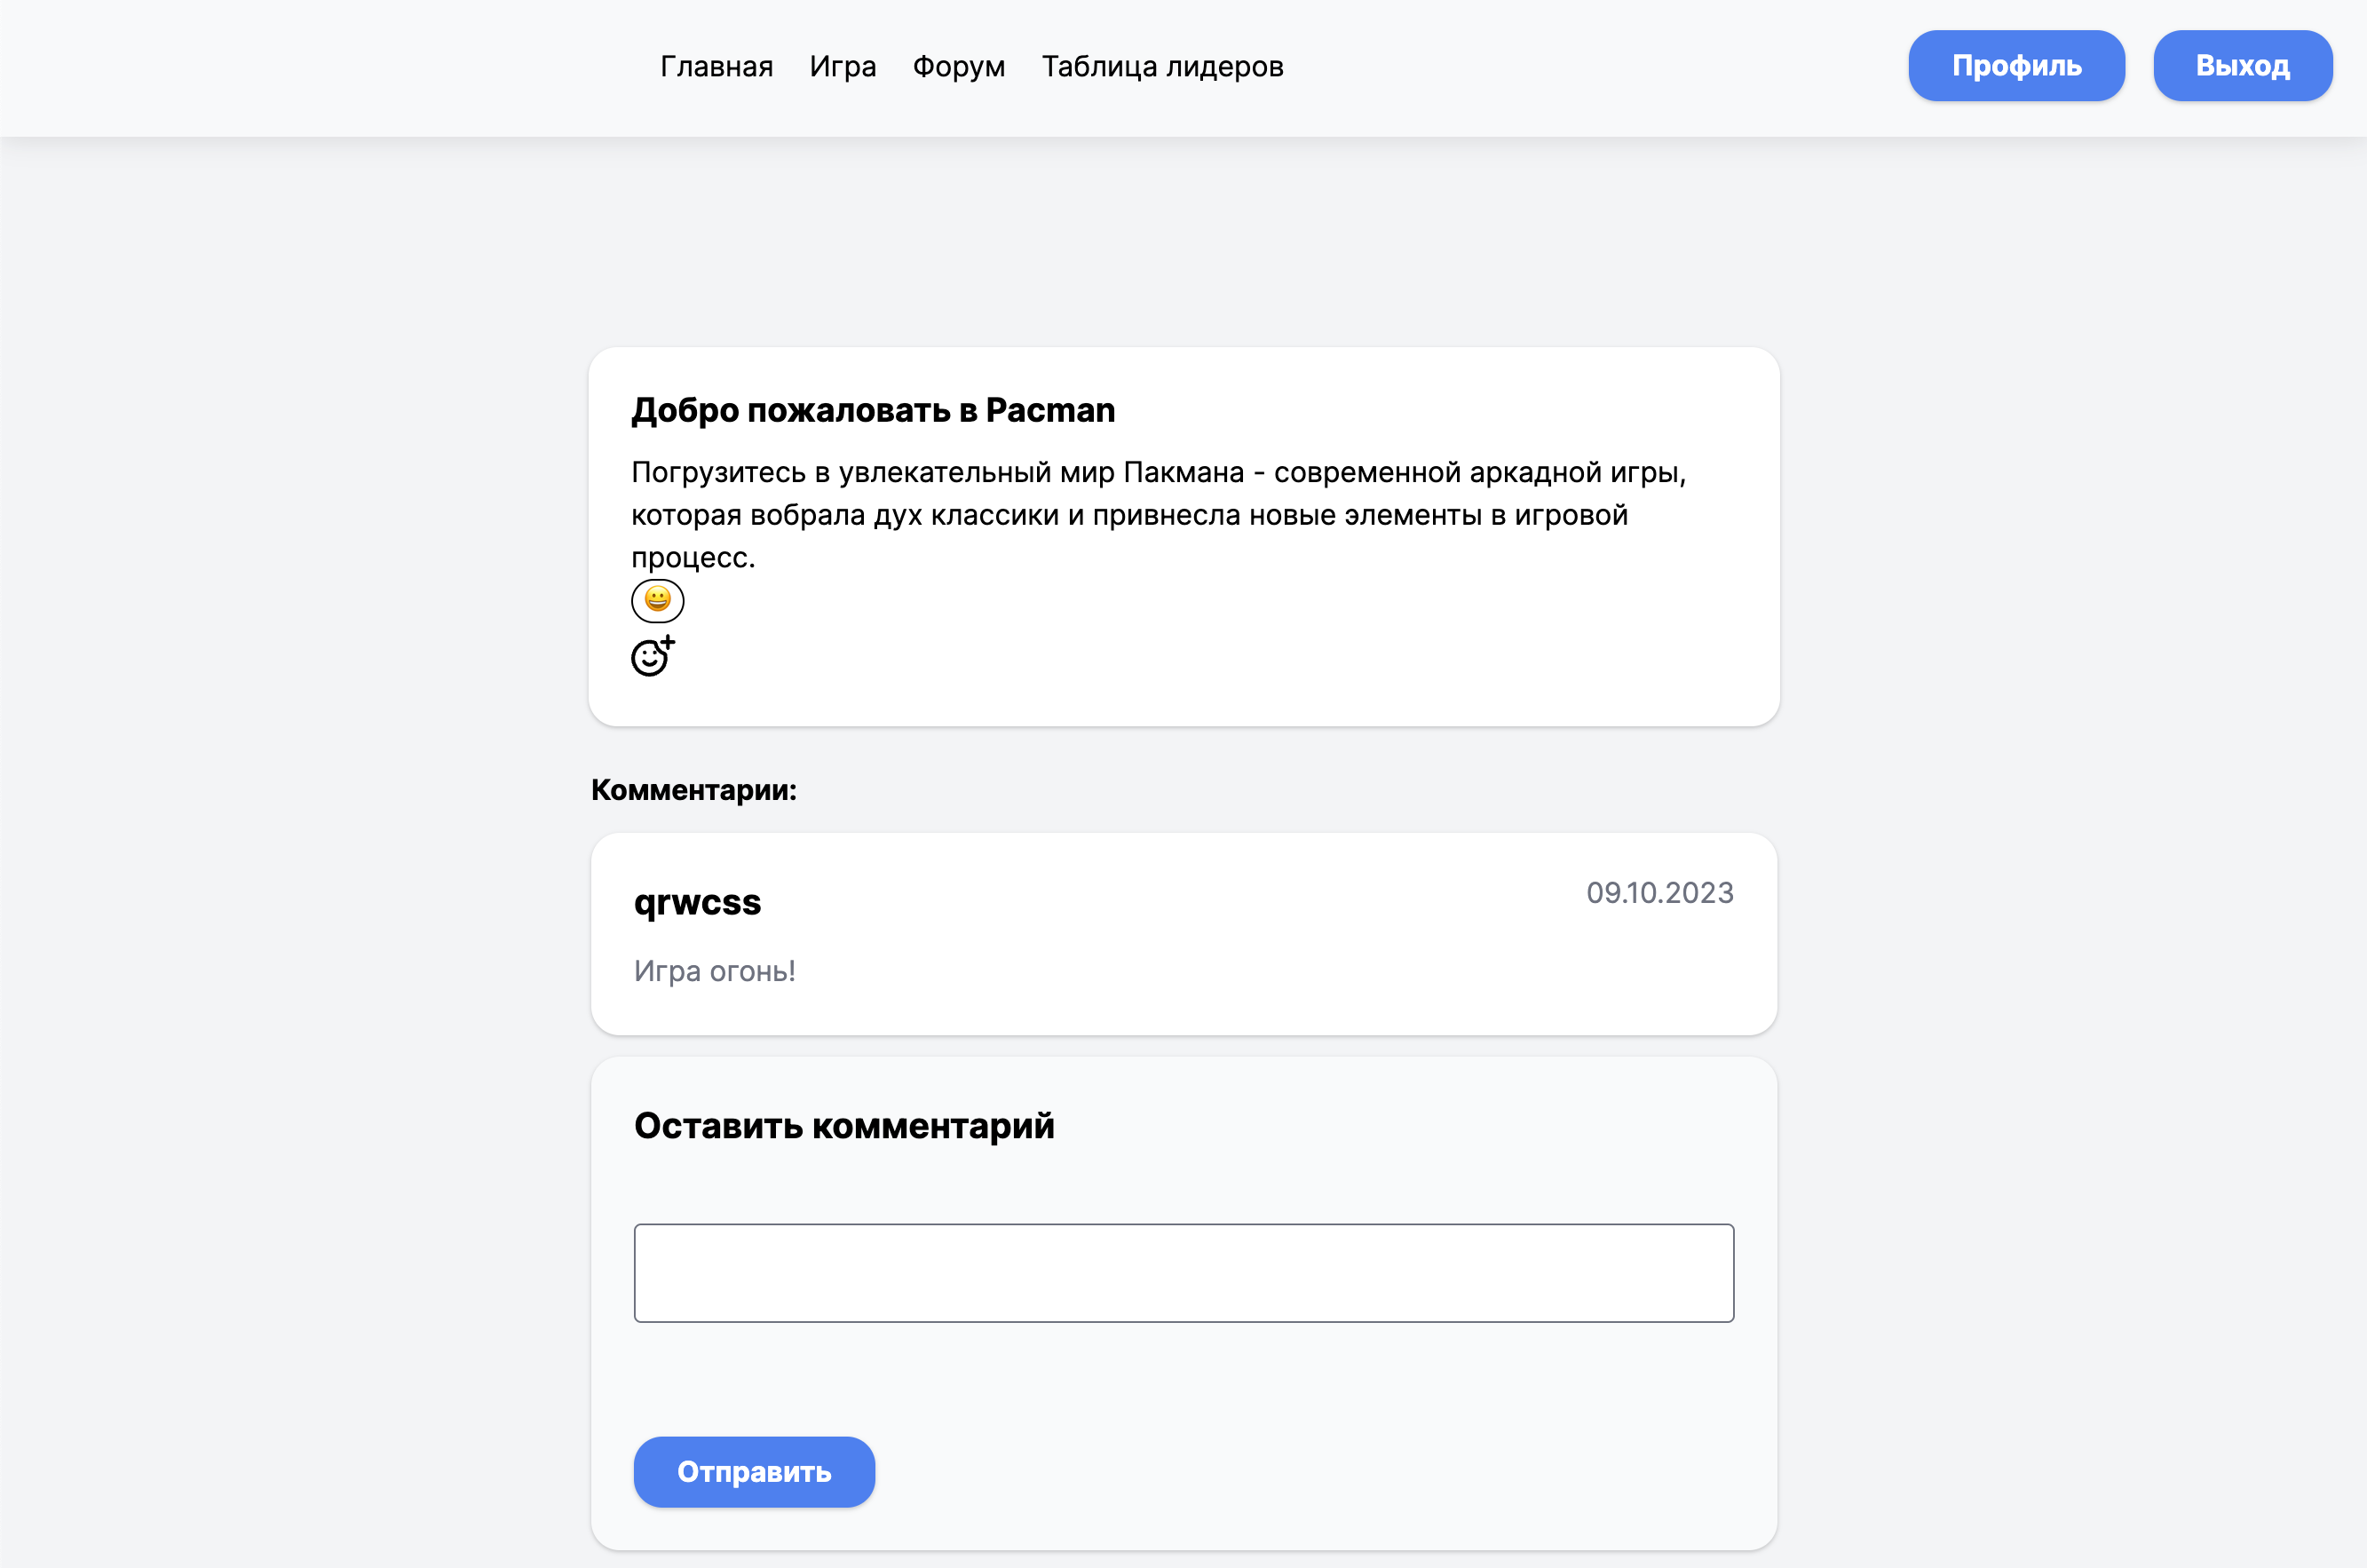 Главная Игра Форум Таблица лидеров Профиль Выход
Добро пожаловать в Pacman
Погрузитесь в увлекательный мир Пакмана - современной аркадной игры,
которая вобрала дух классики и привнесла новые элементы в игровой
процесс.
😀
Комментарии:
qrwcss 09.10.2023
Игра огонь!
Оставить комментарий
Отправить